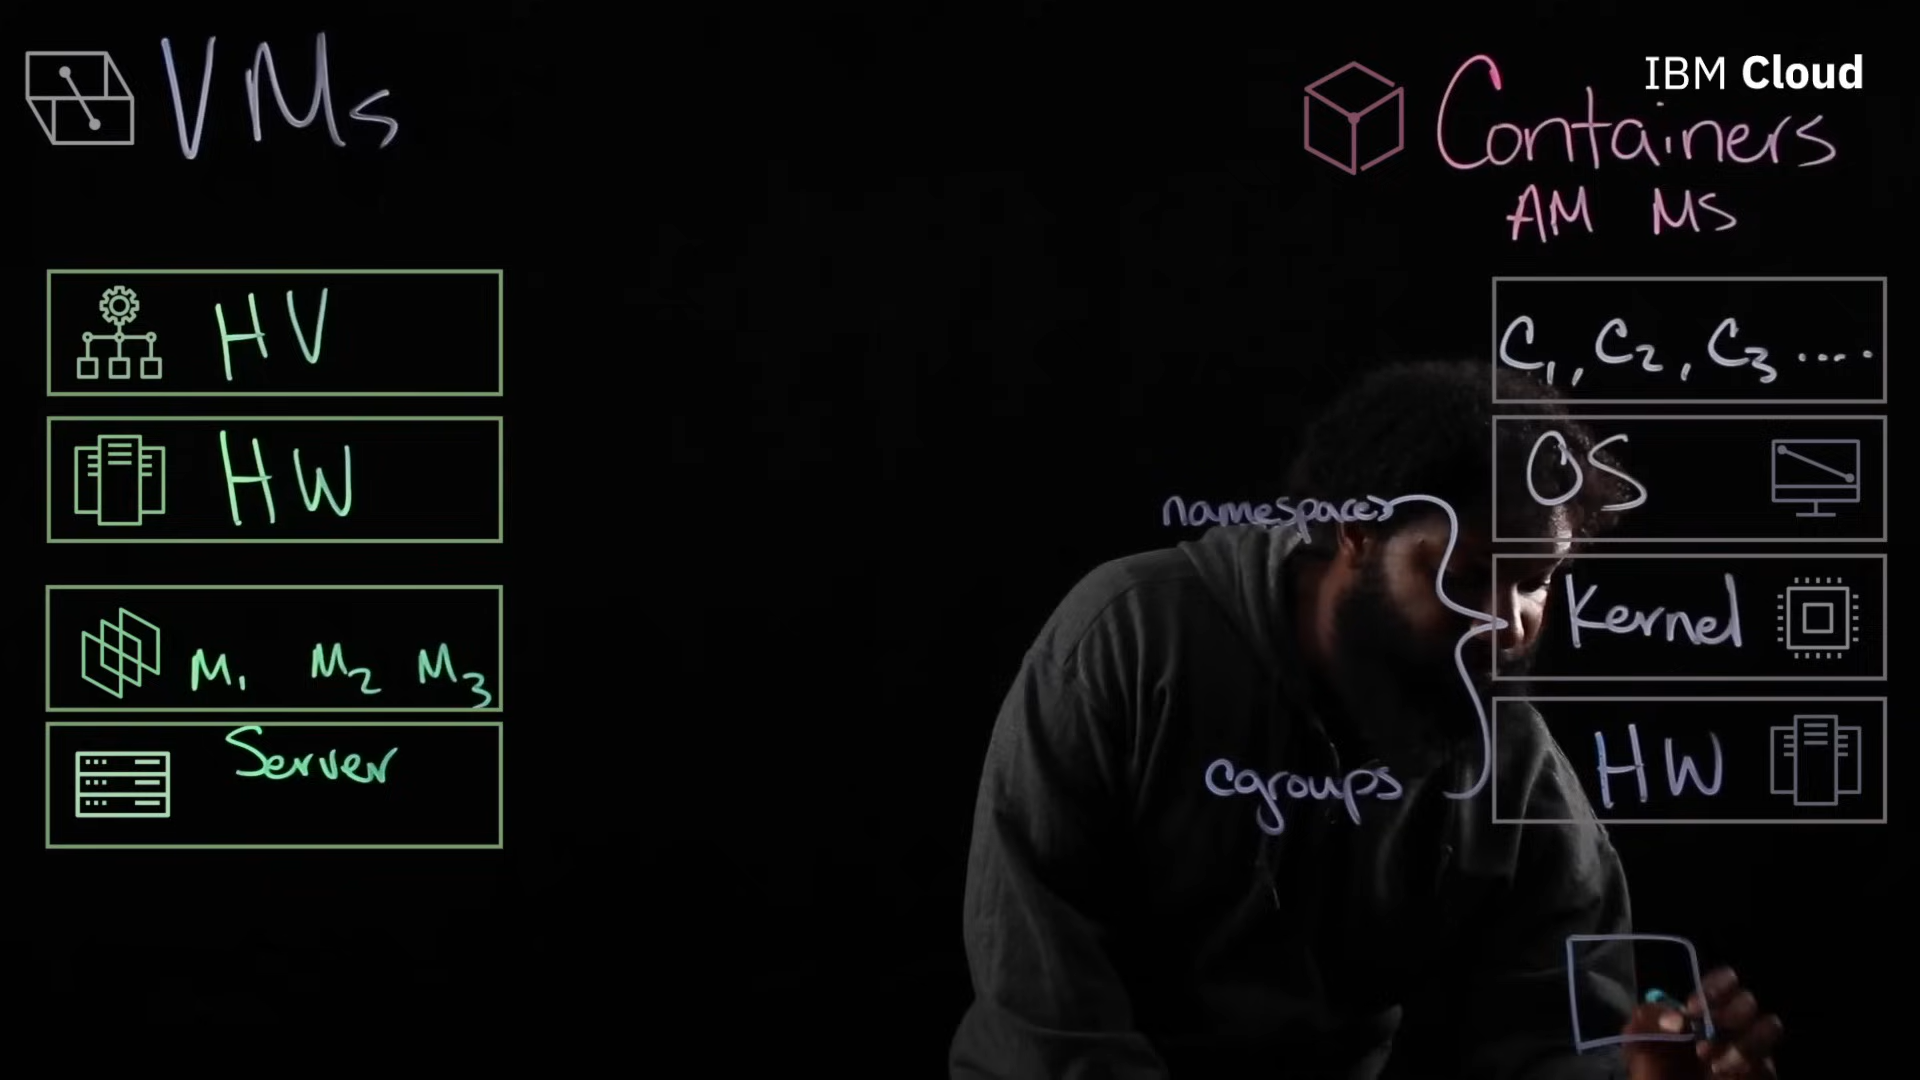 VMs
HV
HW
M1 M2 M3
Server
IBM Cloud
Containers
AM MS
C1, C2, C3 ....
OS
namespaces
Kernel
cgroups
HW